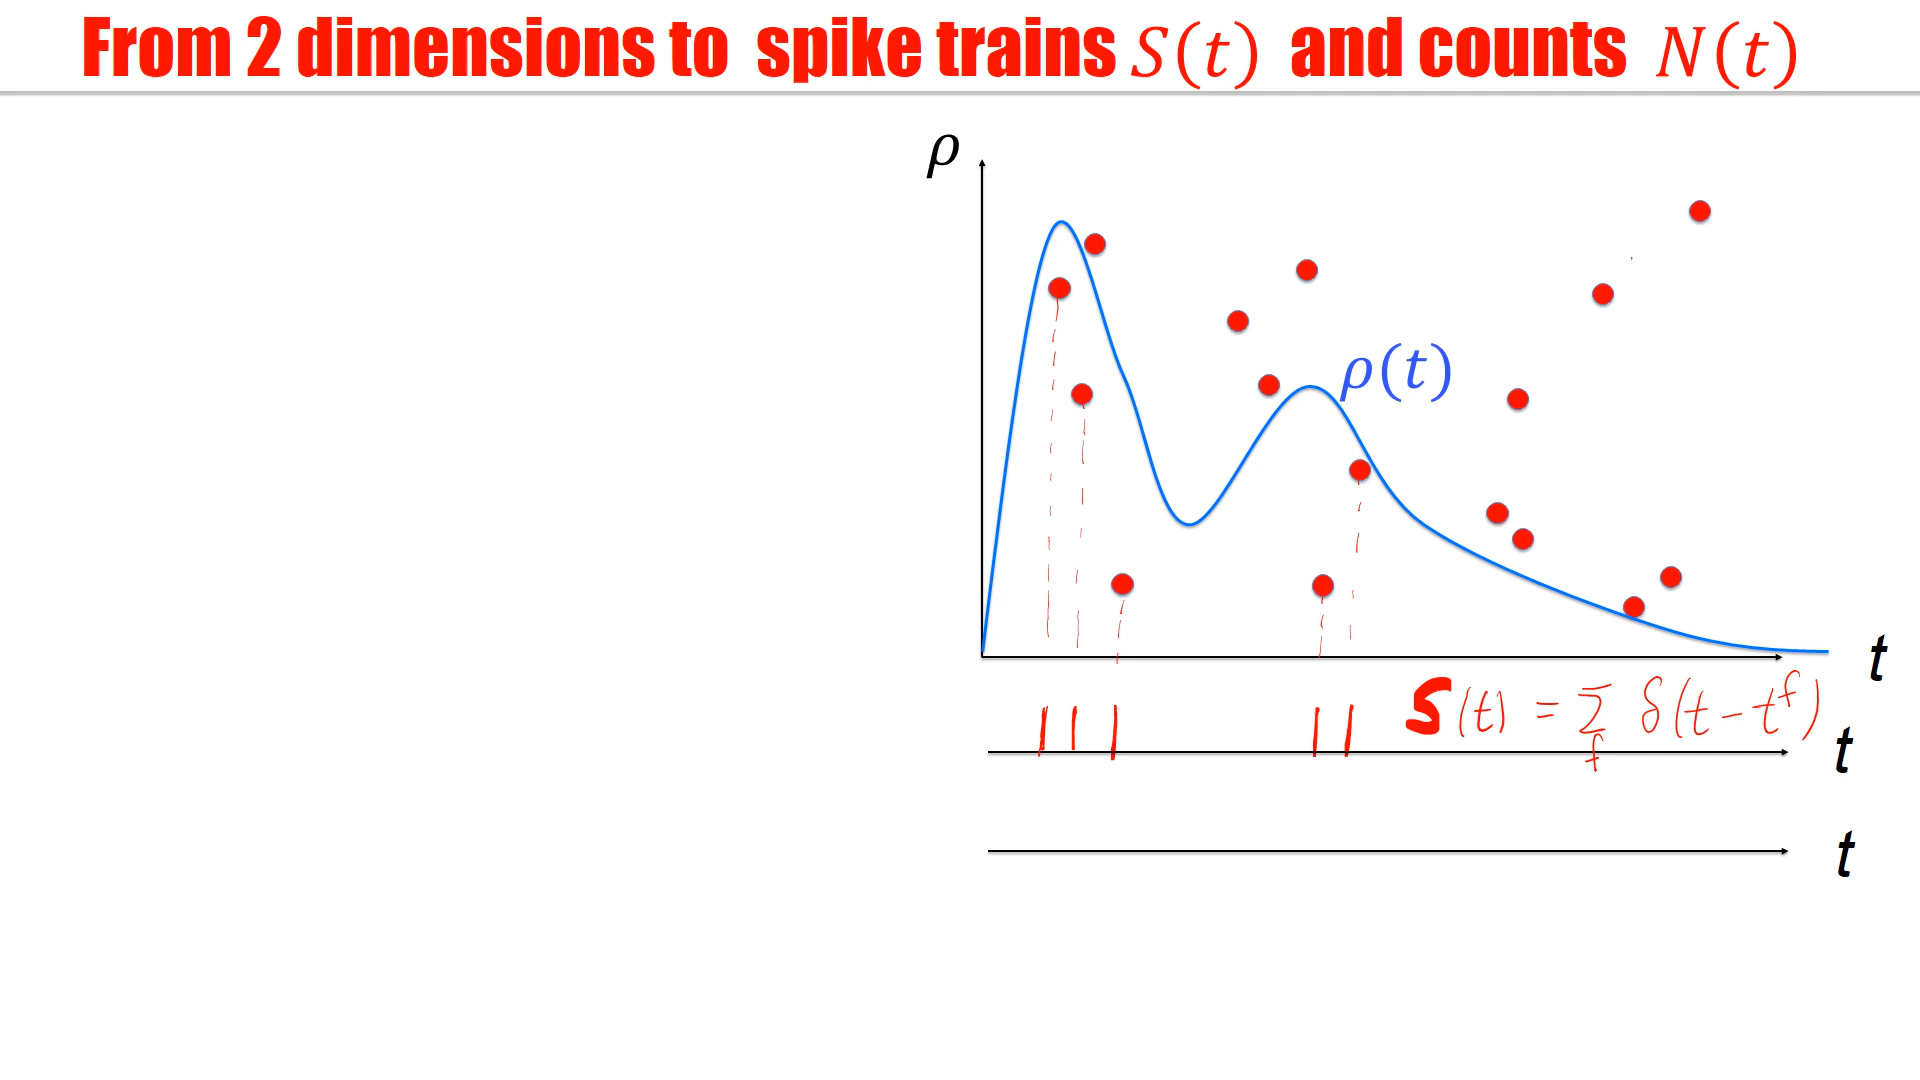 From 2 dimensions to spike trains S(t) and counts N(t)
ρ
ρ(t)
t
S(t) = Σ_f δ(t - t^f)
t
t